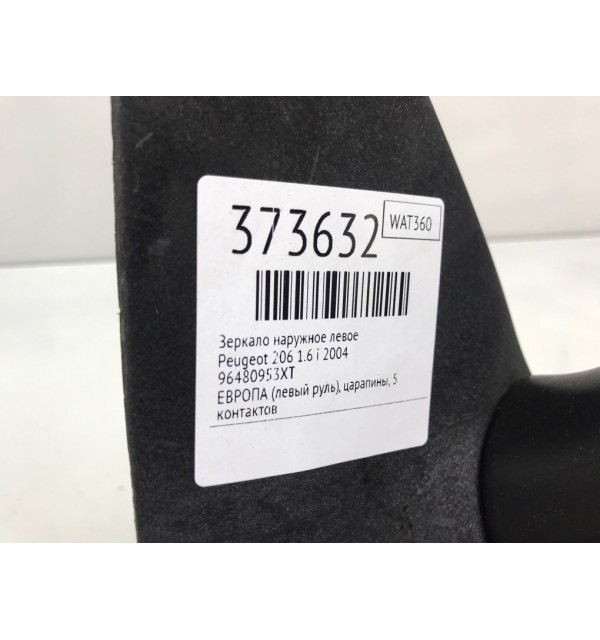 373632 WAT360
Зеркало наружное левое
Peugeot 206 1.6 i 2004
96480953XT
ЕВРОПА (левый руль), царапины, 5
контактов